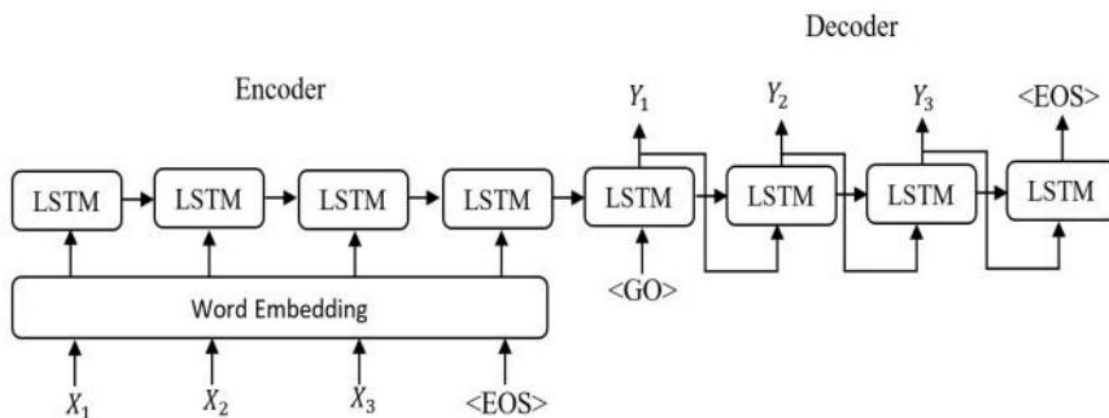 Decoder
Encoder
Y₁ Y₂ Y₃ <EOS>
LSTM LSTM LSTM LSTM LSTM LSTM LSTM LSTM
<GO>
Word Embedding
X₁ X₂ X₃ <EOS>